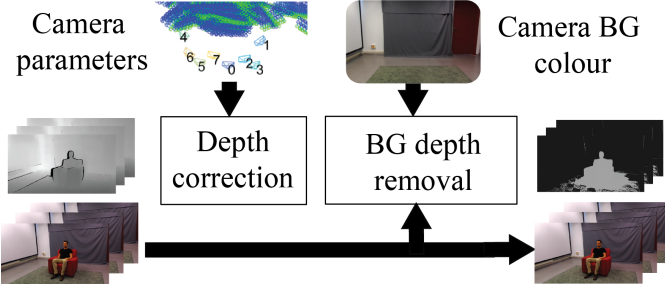 Camera
parameters
4
1
6
5
7
0
2
3
Camera BG
colour
Depth
correction
BG depth
removal